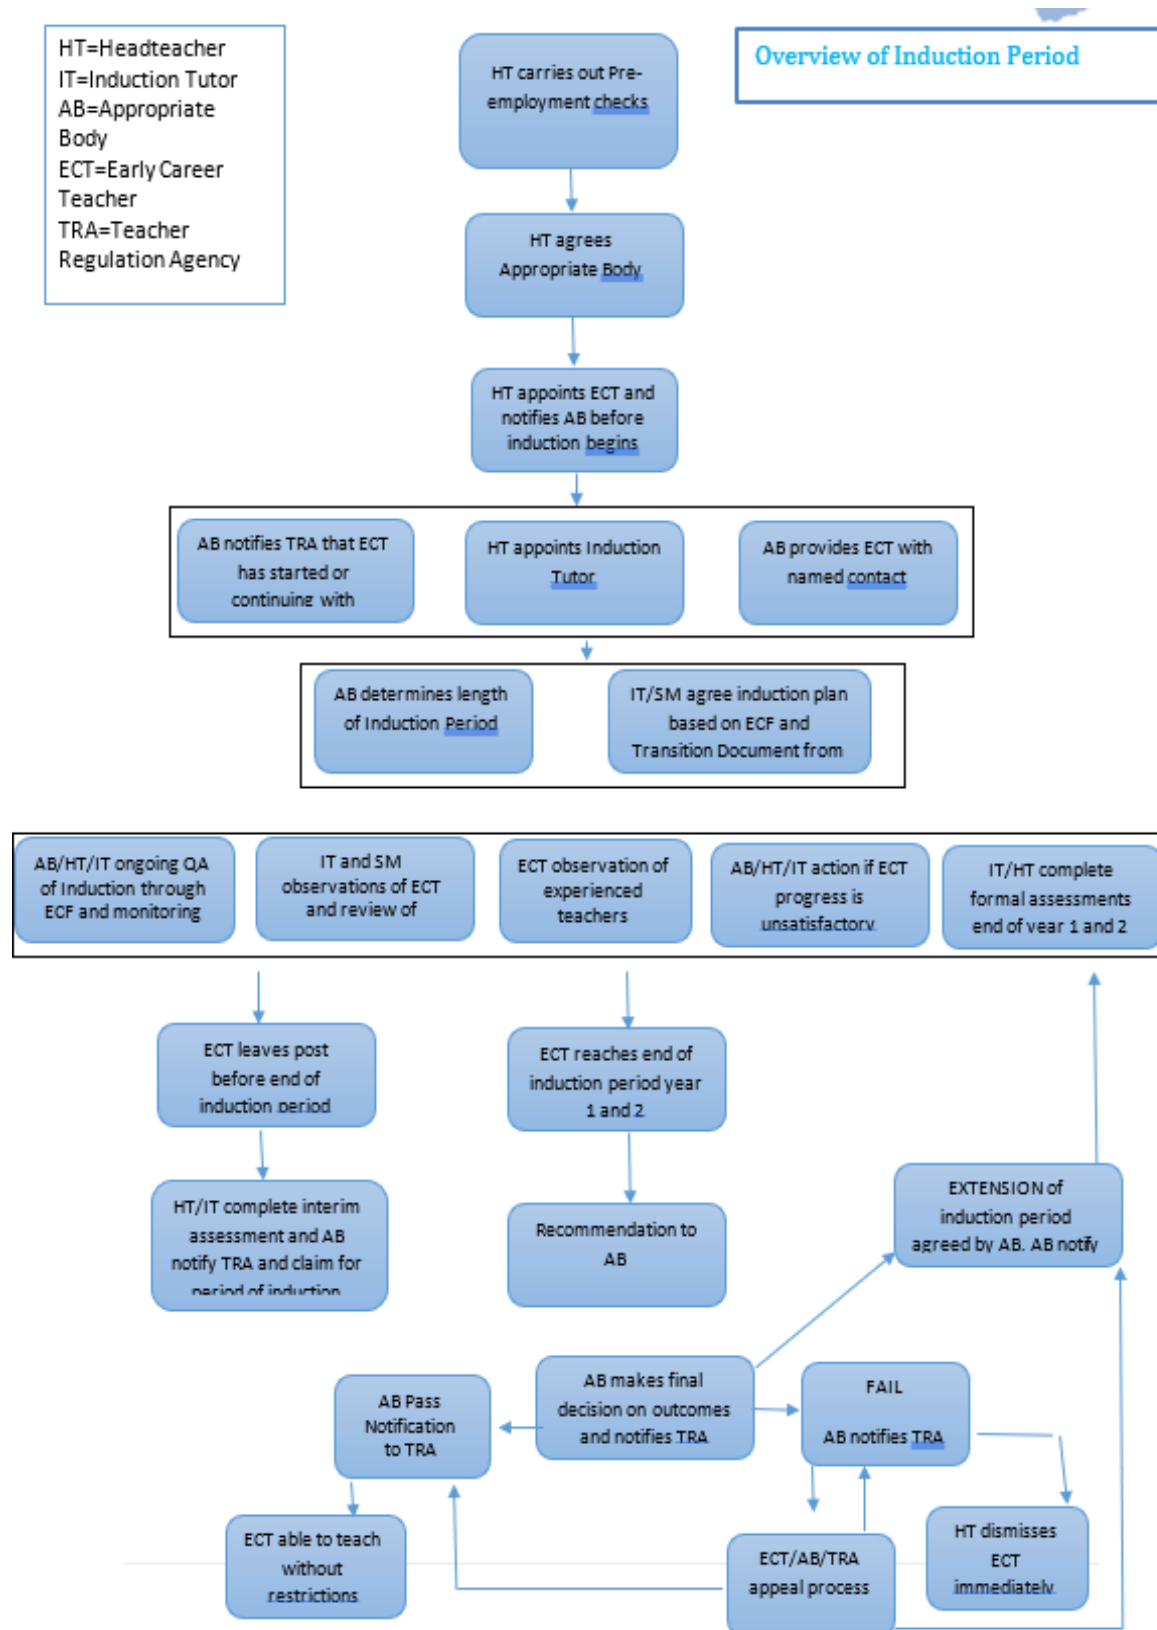 HT=Headteacher
IT=Induction Tutor
AB=Appropriate
Body
ECT=Early Career
Teacher
TRA=Teacher
Regulation Agency
Overview of Induction Period
HT carries out Pre-
employment checks
HT agrees
Appropriate Body
HT appoints ECT and
notifies AB before
induction begins
AB notifies TRA that ECT
has started or
continuing with
HT appoints Induction
Tutor
AB provides ECT with
named contact
AB determines length
of Induction Period
IT/SM agree induction plan
based on ECF and
Transition Document from
AB/HT/IT ongoing QA
of Induction through
ECF and monitoring
IT and SM
observations of ECT
and review of
ECT observation of
experienced
teachers
AB/HT/IT action if ECT
progress is
unsatisfactory.
IT/HT complete
formal assessments
end of year 1 and 2
ECT leaves post
before end of
induction period
ECT reaches end of
induction period year
1 and 2
HT/IT complete interim
assessment and AB
notify TRA and claim for
period of induction
Recommendation to
AB
EXTENSION of
induction period
agreed by AB. AB notify
AB makes final
decision on outcomes
and notifies TRA
AB Pass
Notification
to TRA
FAIL
AB notifies TRA
ECT able to teach
without
restrictions
ECT/AB/TRA
appeal process
HT dismisses
ECT
immediately.